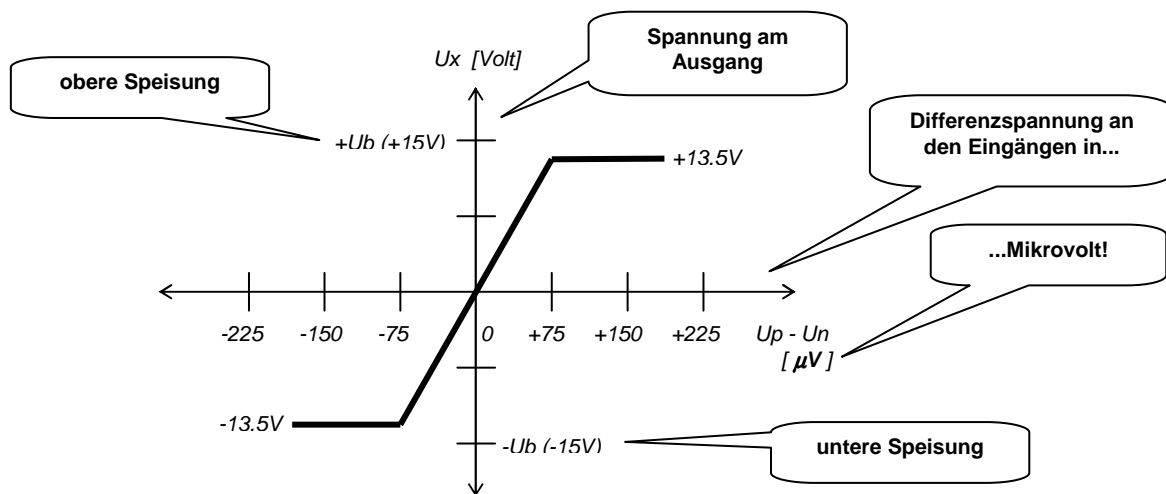 Ux [Volt]
Spannung am
Ausgang
obere Speisung
+Ub (+15V)
+13.5V
Differenzspannung an
den Eingängen in...
...Mikrovolt!
-225 -150 -75 0 +75 +150 +225 Up - Un
[ μV ]
-13.5V
-Ub (-15V)
untere Speisung